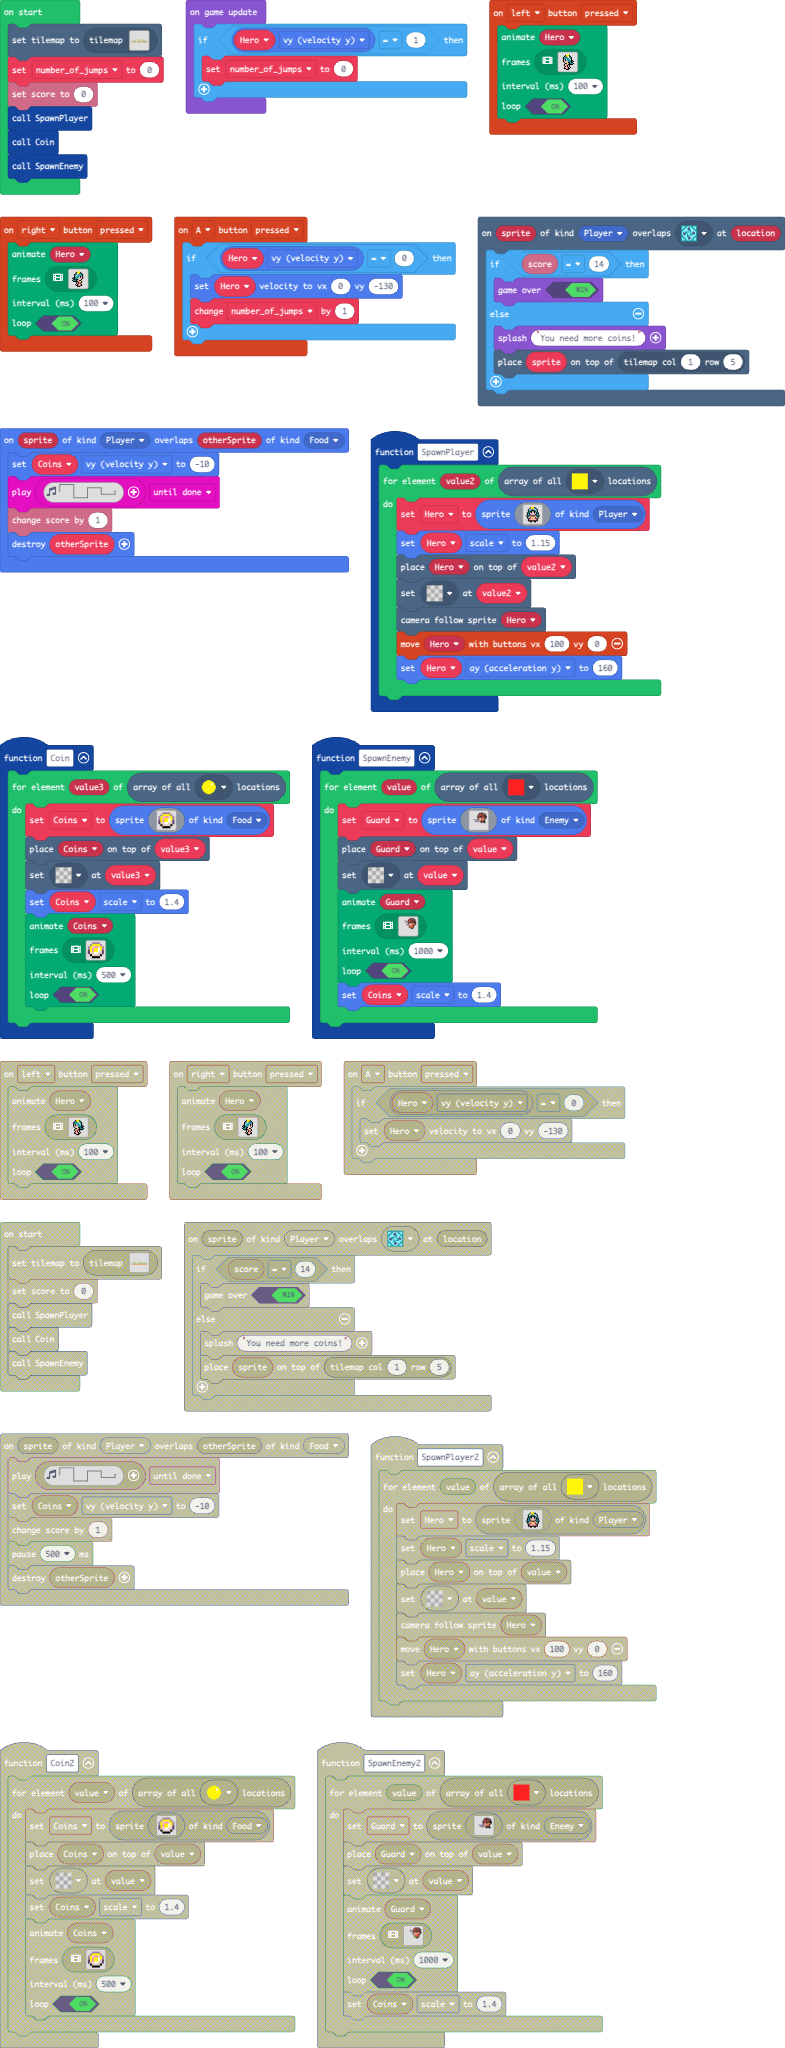 on start
set tilemap to tilemap
set number_of_jumps to 0
set score to 0
call SpawnPlayer
call Coin
call SpawnEnemy
on game update
if Hero vy (velocity y) = 1 then
set number_of_jumps to 0
on left button pressed
animate Hero
frames
interval (ms) 100
loop ON
on right button pressed
animate Hero
frames
interval (ms) 100
loop ON
on A button pressed
if Hero vy (velocity y) = 0 then
set Hero velocity to vx 0 vy -130
change number_of_jumps by 1
on sprite of kind Player overlaps at location
if score = 14 then
game over WIN
else
splash "You need more coins!"
place sprite on top of tilemap col 1 row 5
on sprite of kind Player overlaps otherSprite of kind Food
set Coins vy (velocity y) to -10
play until done
change score by 1
destroy otherSprite
function SpawnPlayer
for element value2 of array of all locations
do
set Hero to sprite of kind Player
set Hero scale to 1.15
place Hero on top of value2
set at value2
camera follow sprite Hero
move Hero with buttons vx 100 vy 0
set Hero ay (acceleration y) to 160
function Coin
for element value3 of array of all locations
do
set Coins to sprite of kind Food
place Coins on top of value3
set at value3
set Coins scale to 1.4
animate Coins
frames
interval (ms) 500
loop ON
function SpawnEnemy
for element value of array of all locations
do
set Guard to sprite of kind Enemy
place Guard on top of value
set at value
animate Guard
frames
interval (ms) 1000
loop ON
set Coins scale to 1.4
on left button pressed
animate Hero
frames
interval (ms) 100
loop ON
on right button pressed
animate Hero
frames
interval (ms) 100
loop ON
on A button pressed
if Hero vy (velocity y) = 0 then
set Hero velocity to vx 0 vy -130
on start
set tilemap to tilemap
set score to 0
call SpawnPlayer
call Coin
call SpawnEnemy
on sprite of kind Player overlaps at location
if score = 14 then
game over WIN
else
splash "You need more coins!"
place sprite on top of tilemap col 1 row 5
on sprite of kind Player overlaps otherSprite of kind Food
play until done
set Coins vy (velocity y) to -10
change score by 1
pause 500 ms
destroy otherSprite
function SpawnPlayer2
for element value of array of all locations
do
set Hero to sprite of kind Player
set Hero scale to 1.15
place Hero on top of value
set at value
camera follow sprite Hero
move Hero with buttons vx 100 vy 0
set Hero ay (acceleration y) to 160
function Coin2
for element value of array of all locations
do
set Coins to sprite of kind Food
place Coins on top of value
set at value
set Coins scale to 1.4
animate Coins
frames
interval (ms) 500
loop ON
function SpawnEnemy2
for element value of array of all locations
do
set Guard to sprite of kind Enemy
place Guard on top of value
set at value
animate Guard
frames
interval (ms) 1000
loop ON
set Coins scale to 1.4